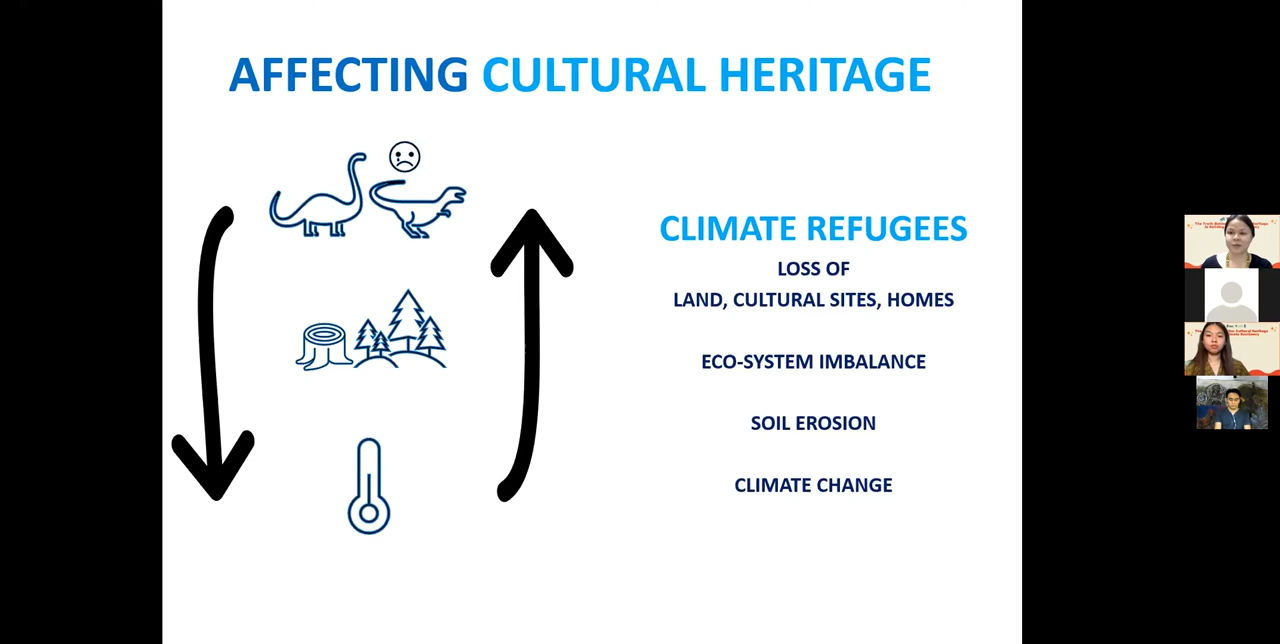 AFFECTING CULTURAL HERITAGE
CLIMATE REFUGEES
LOSS OF
LAND, CULTURAL SITES, HOMES
ECO-SYSTEM IMBALANCE
SOIL EROSION
CLIMATE CHANGE